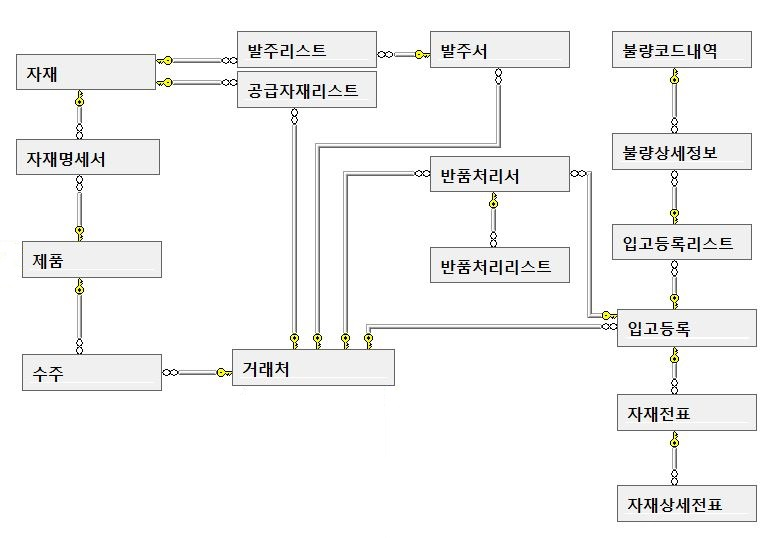 발주리스트
발주서
불량코드내역
자재
공급자재리스트
자재명세서
불량상세정보
반품처리서
입고등록리스트
제품
반품처리리스트
입고등록
수주
거래처
자재전표
자재상세전표